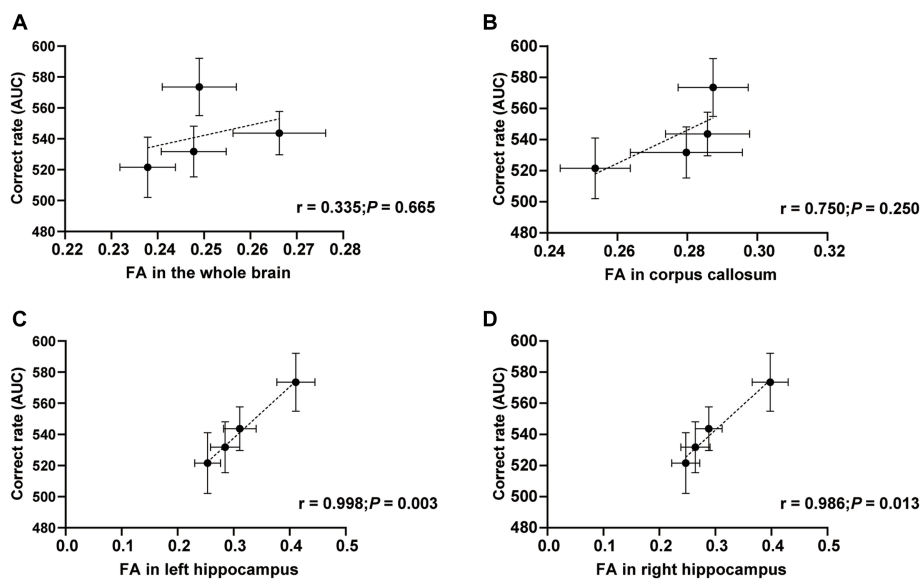 A
Correct rate (AUC)
600
580
560
540
520
500
480
0.22 0.23 0.24 0.25 0.26 0.27 0.28
r = 0.335;P = 0.665
FA in the whole brain
B
Correct rate (AUC)
600
580
560
540
520
500
480
0.24 0.26 0.28 0.30 0.32
r = 0.750;P = 0.250
FA in corpus callosum
C
Correct rate (AUC)
600
580
560
540
520
500
480
0.0 0.1 0.2 0.3 0.4 0.5
r = 0.998;P = 0.003
FA in left hippocampus
D
Correct rate (AUC)
600
580
560
540
520
500
480
0.0 0.1 0.2 0.3 0.4 0.5
r = 0.986;P = 0.013
FA in right hippocampus